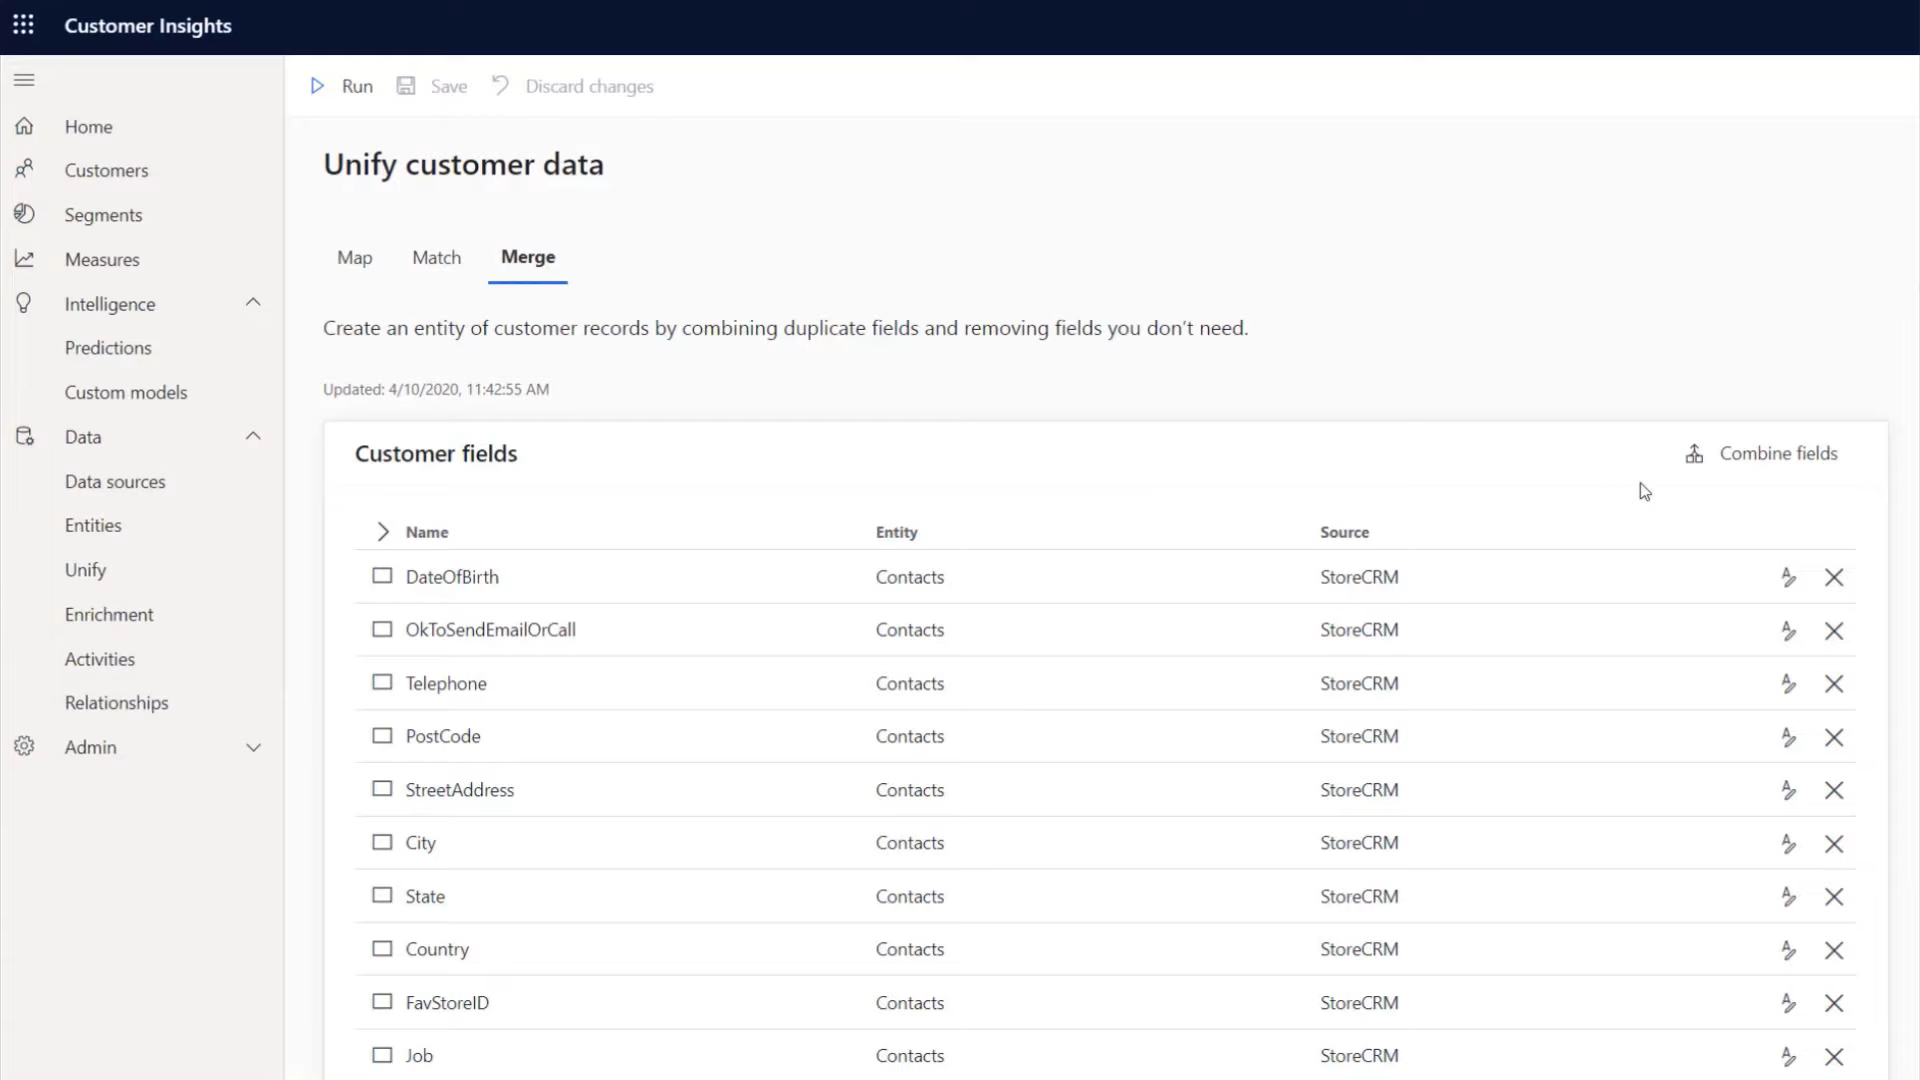 Customer Insights
Run
Save
Discard changes
Home
Customers
Segments
Measures
Intelligence
Predictions
Custom models
Data
Data sources
Entities
Unify
Enrichment
Activities
Relationships
Admin
Unify customer data
Map Match Merge
Create an entity of customer records by combining duplicate fields and removing fields you don't need.
Updated: 4/10/2020, 11:42:55 AM
Customer fields
Combine fields
Name Entity Source
DateOfBirth Contacts StoreCRM
OkToSendEmailOrCall Contacts StoreCRM
Telephone Contacts StoreCRM
PostCode Contacts StoreCRM
StreetAddress Contacts StoreCRM
City Contacts StoreCRM
State Contacts StoreCRM
Country Contacts StoreCRM
FavStoreID Contacts StoreCRM
Job Contacts StoreCRM